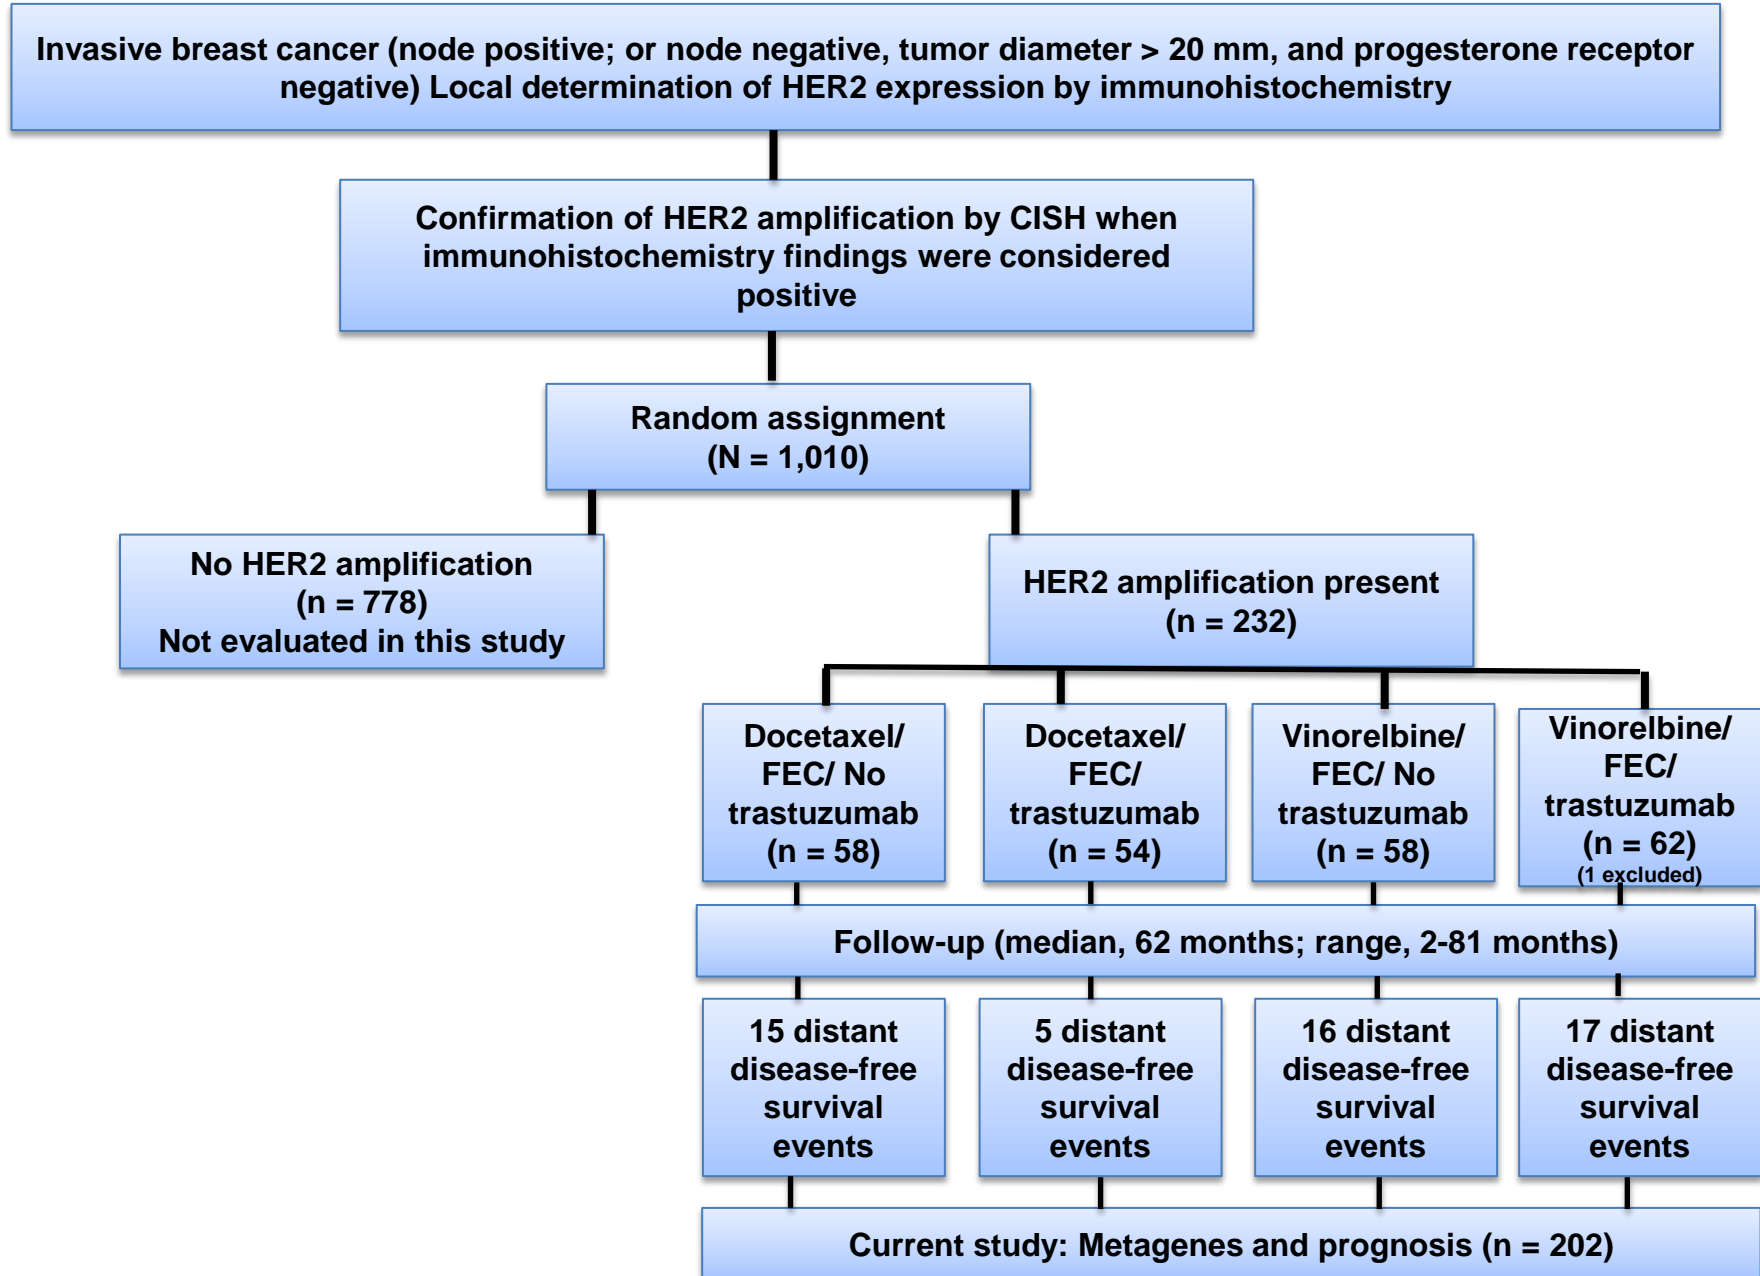 Invasive breast cancer (node positive; or node negative, tumor diameter > 20 mm, and progesterone receptor
negative) Local determination of HER2 expression by immunohistochemistry
Confirmation of HER2 amplification by CISH when
immunohistochemistry findings were considered
positive
Random assignment
(N = 1,010)
No HER2 amplification
(n = 778)
Not evaluated in this study
HER2 amplification present
(n = 232)
Docetaxel/
FEC/ No
trastuzumab
(n = 58)
Docetaxel/
FEC/
trastuzumab
(n = 54)
Vinorelbine/
FEC/ No
trastuzumab
(n = 58)
Vinorelbine/
FEC/
trastuzumab
(n = 62)
(1 excluded)
Follow-up (median, 62 months; range, 2-81 months)
15 distant
disease-free
survival
events
5 distant
disease-free
survival
events
16 distant
disease-free
survival
events
17 distant
disease-free
survival
events
Current study: Metagenes and prognosis (n = 202)